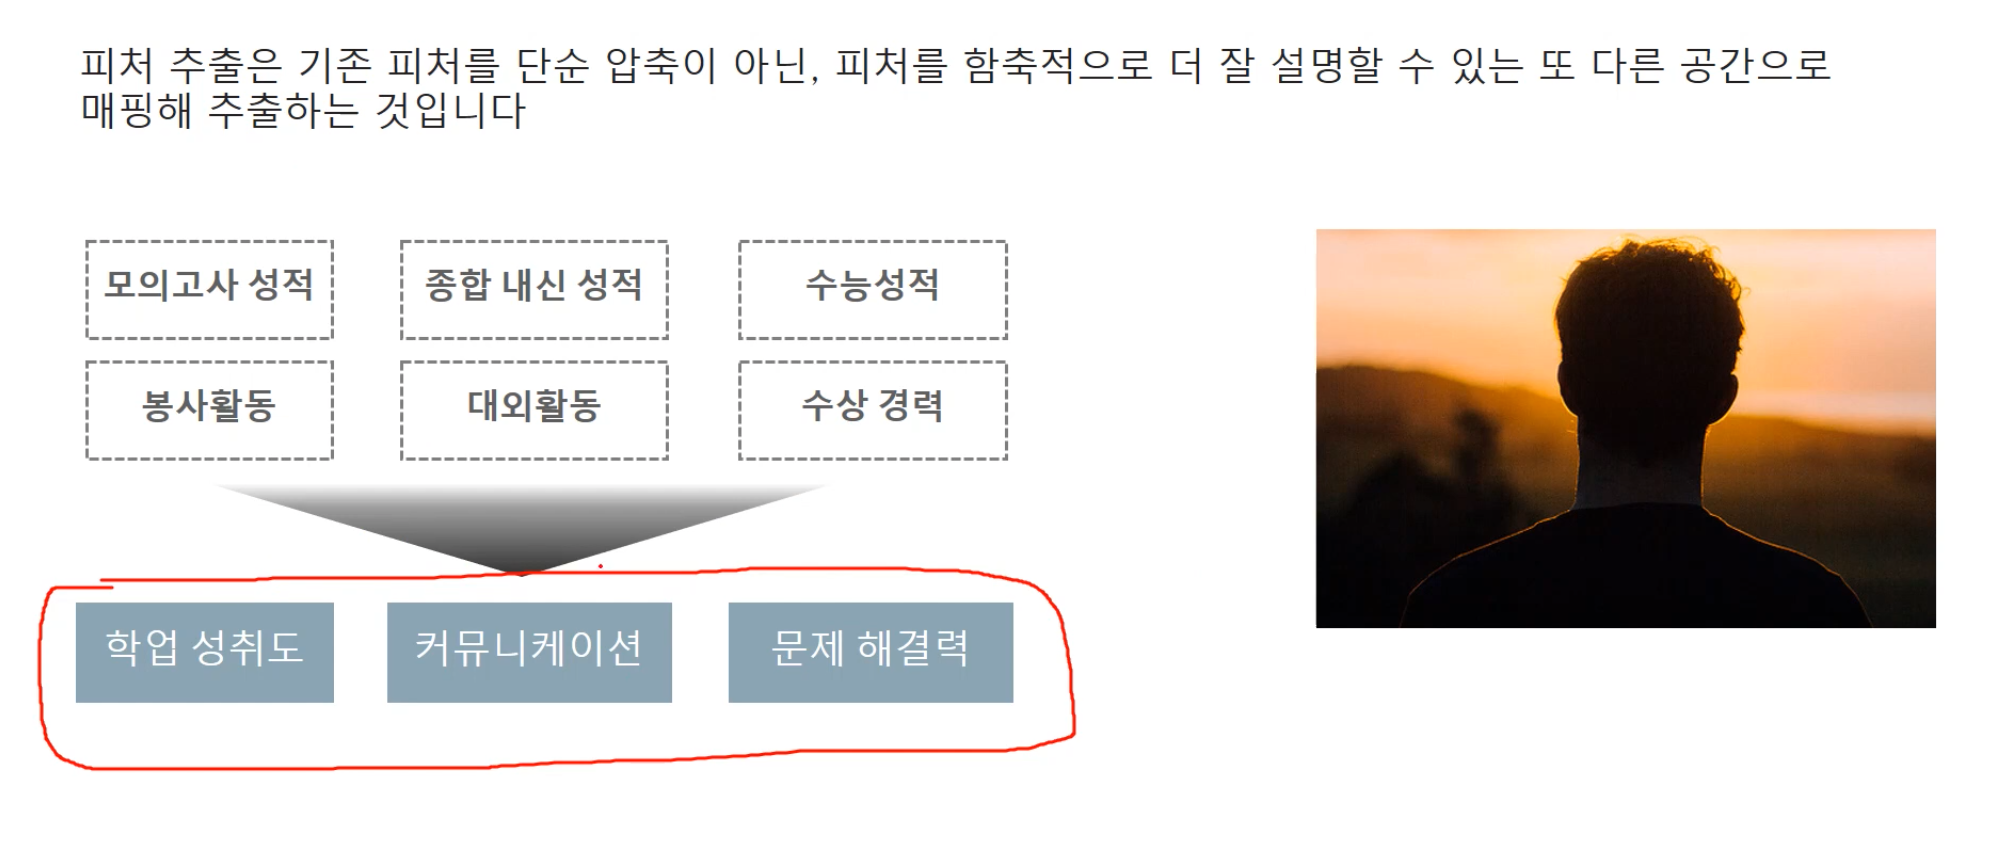 피처 추출은 기존 피처를 단순 압축이 아닌, 피처를 함축적으로 더 잘 설명할 수 있는 또 다른 공간으로
매핑해 추출하는 것입니다
모의고사 성적
종합 내신 성적
수능성적
봉사활동
대외활동
수상 경력
학업 성취도
커뮤니케이션
문제 해결력